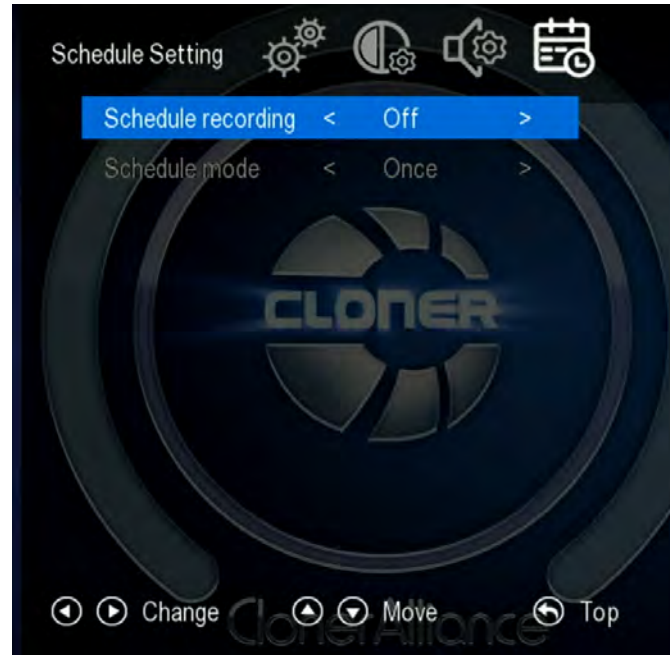 Schedule Setting
Schedule recording < Off >
Schedule mode < Once >
CLONER
Change Move Top
ClonerAlliance